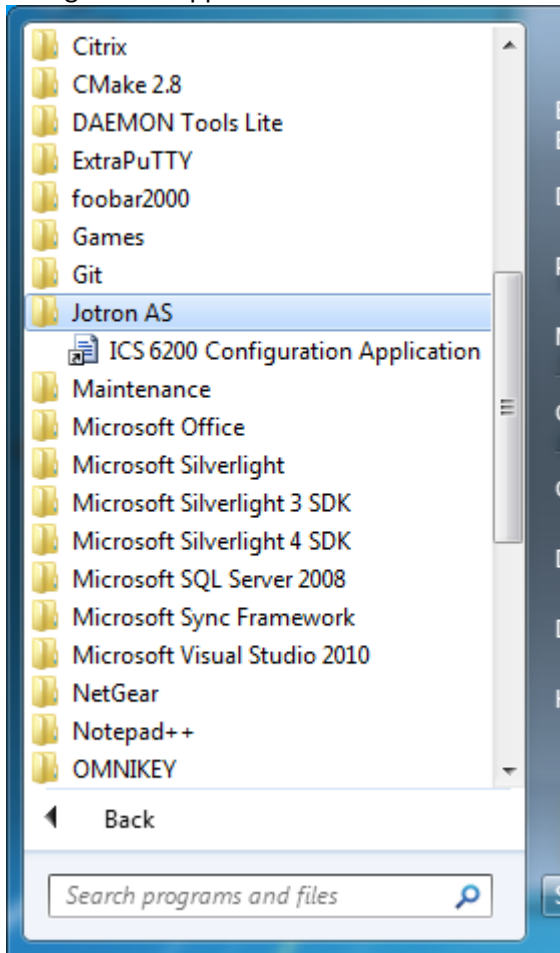 Citrix
CMake 2.8
DAEMON Tools Lite
ExtraPuTTY
foobar2000
Games
Git
Jotron AS
ICS 6200 Configuration Application
Maintenance
Microsoft Office
Microsoft Silverlight
Microsoft Silverlight 3 SDK
Microsoft Silverlight 4 SDK
Microsoft SQL Server 2008
Microsoft Sync Framework
Microsoft Visual Studio 2010
NetGear
Notepad++
OMNIKEY
Back
Search programs and files